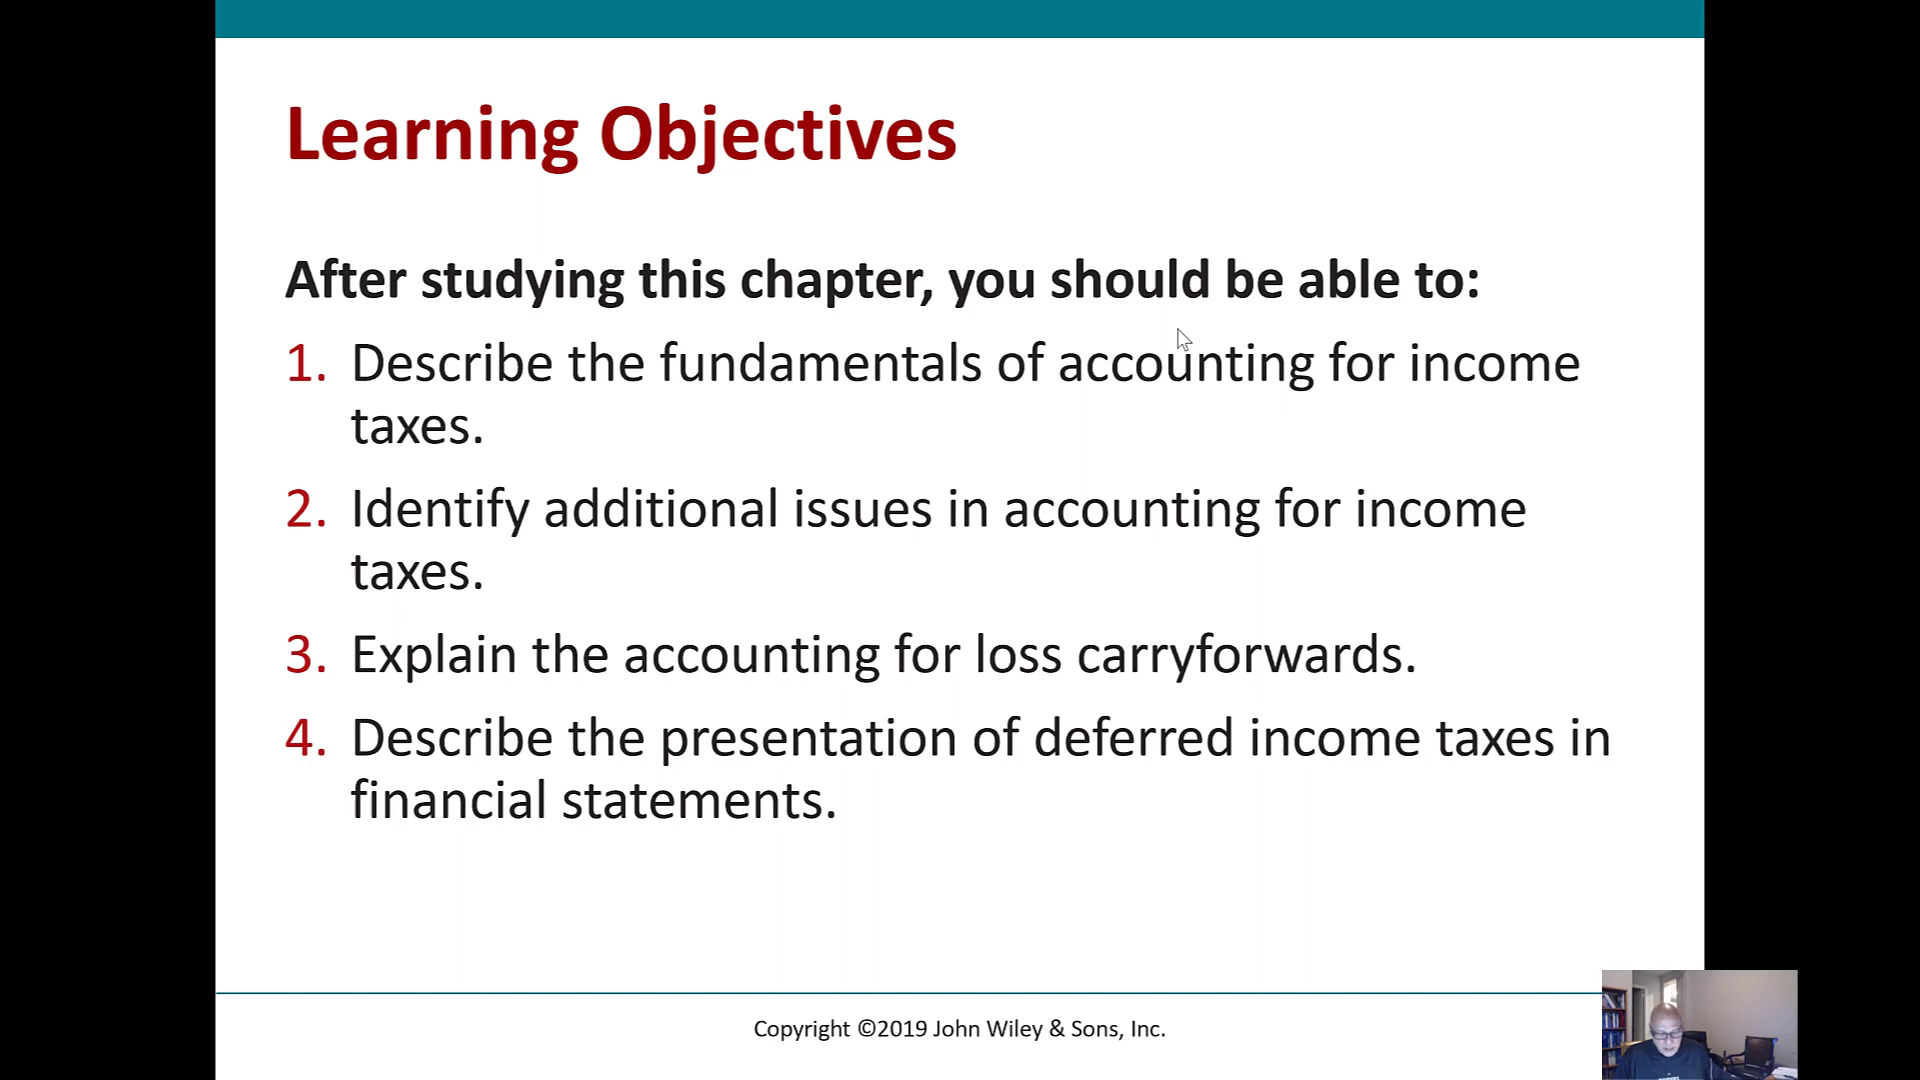 Learning Objectives
After studying this chapter, you should be able to:
1. Describe the fundamentals of accounting for income
taxes.
2. Identify additional issues in accounting for income
taxes.
3. Explain the accounting for loss carryforwards.
4. Describe the presentation of deferred income taxes in
financial statements.
Copyright ©2019 John Wiley & Sons, Inc.